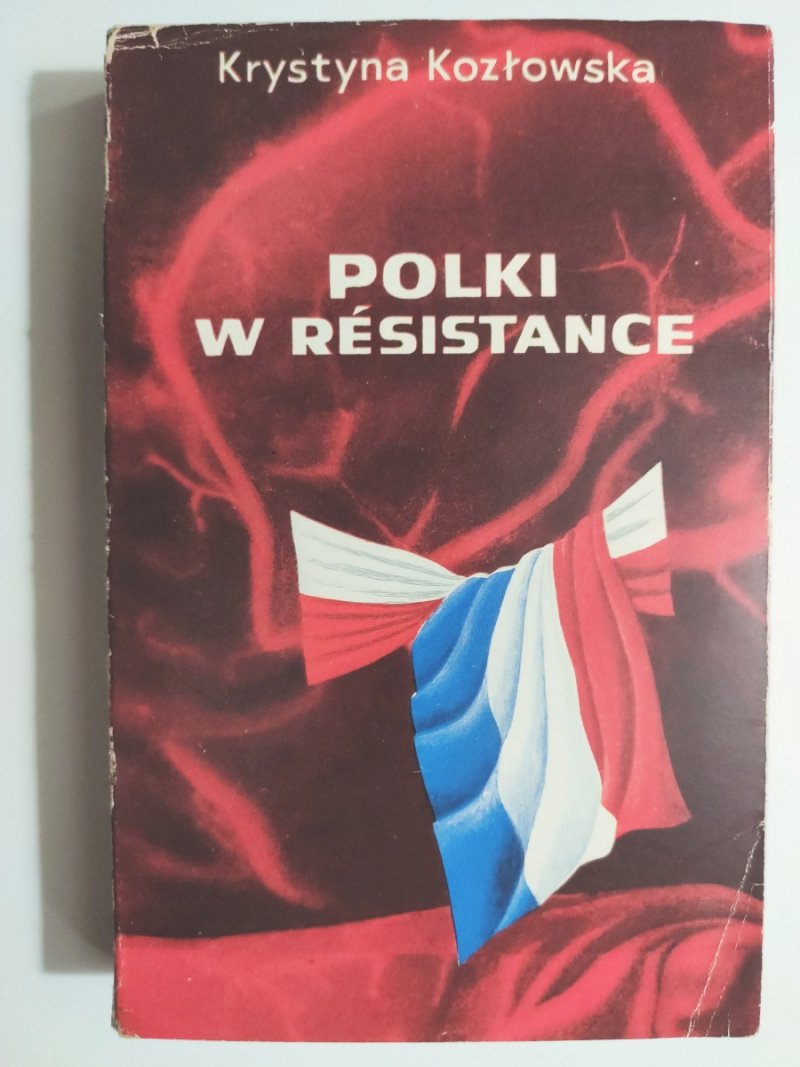 Krystyna Kozłowska
POLKI
W RÉSISTANCE